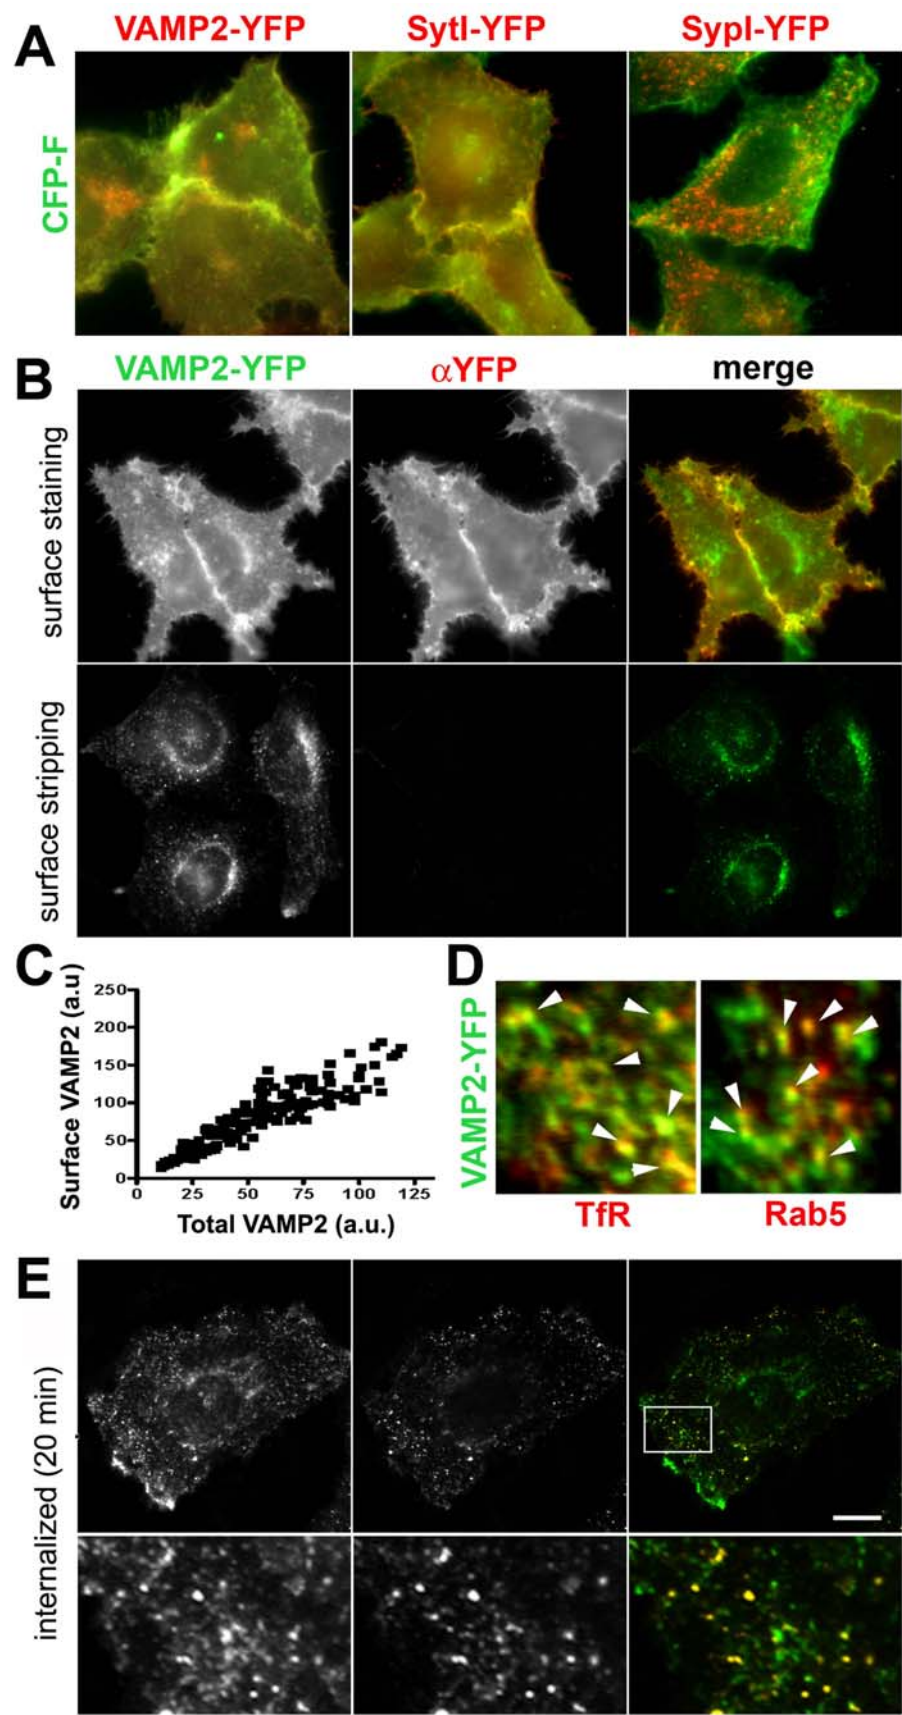 A
VAMP2-YFP SytI-YFP SypI-YFP
CFP-F
B
VAMP2-YFP αYFP merge
surface staining
surface stripping
C
Surface VAMP2 (a.u)
250
200
150
100
50
0
0 25 50 75 100 125
Total VAMP2 (a.u.)
D
VAMP2-YFP
TfR Rab5
E
internalized (20 min)